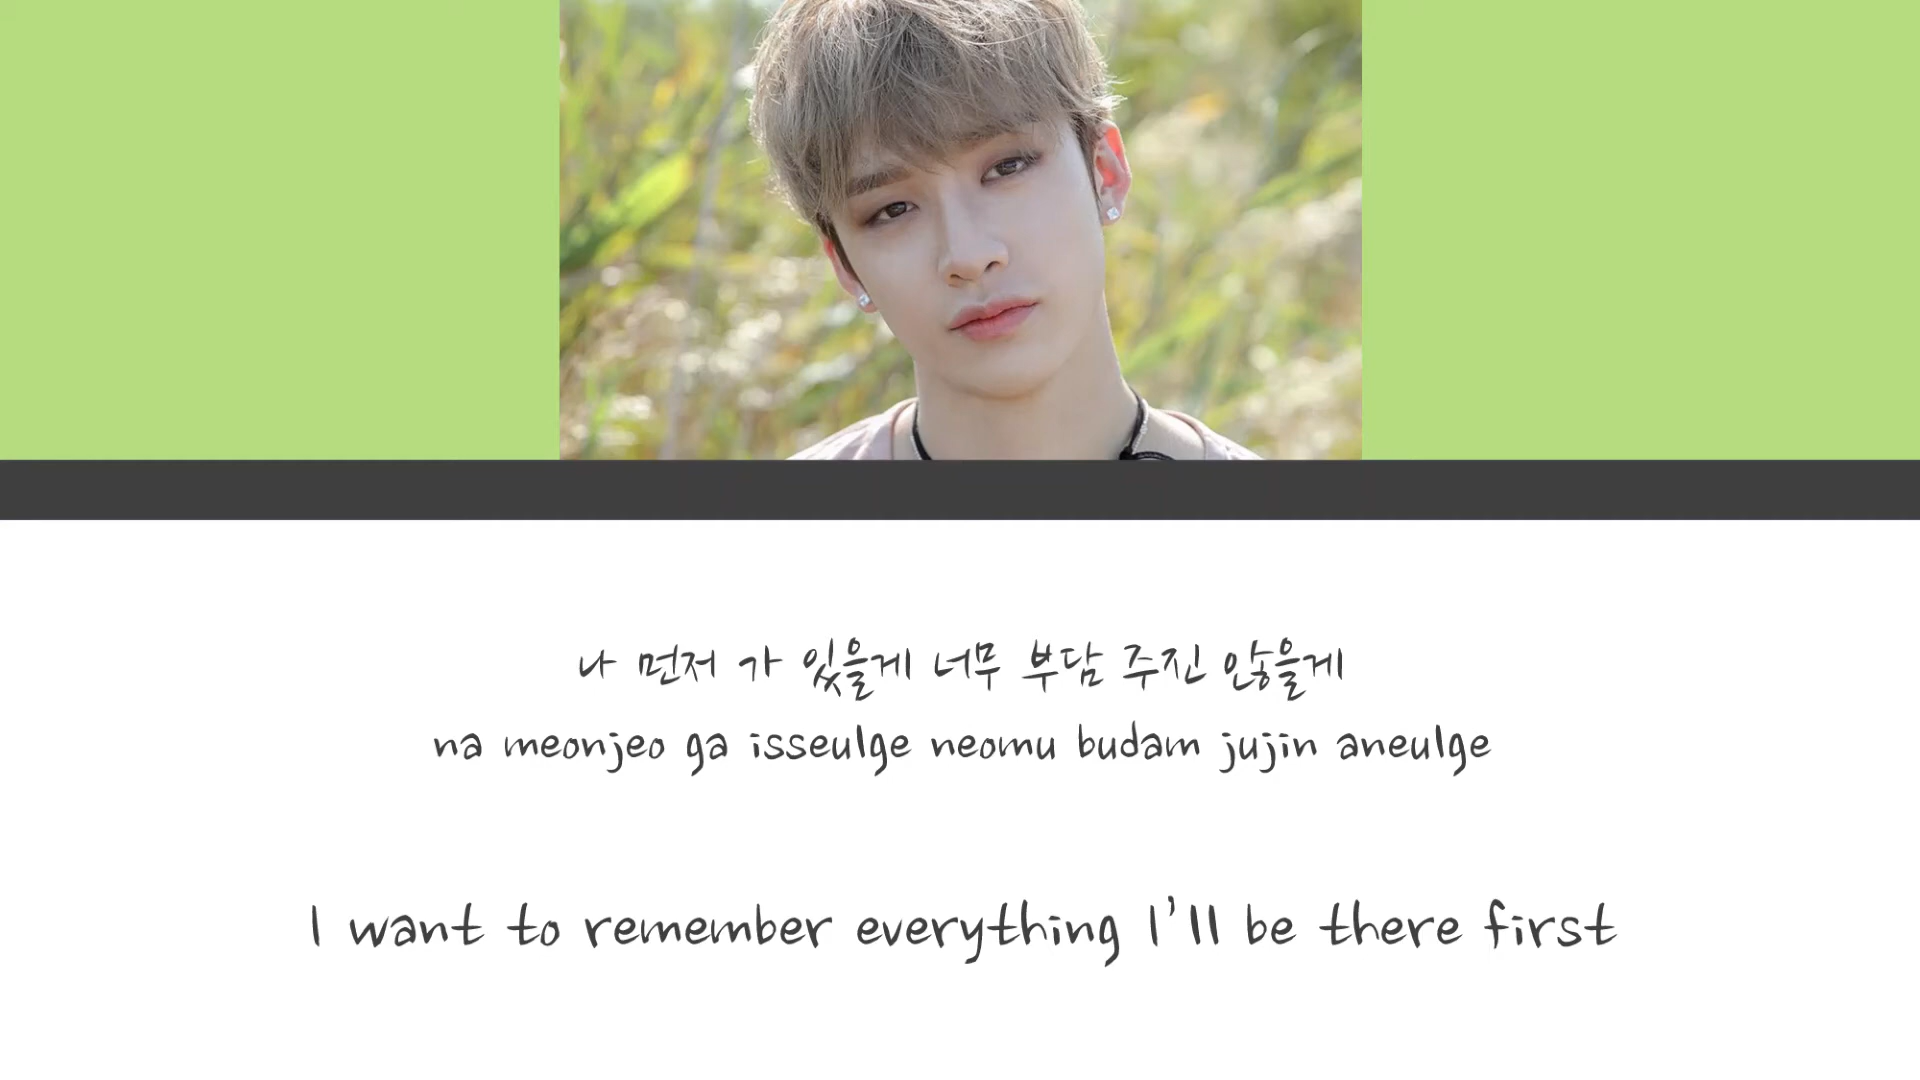 나 먼저 가 있을게 너무 부담 주진 않을게
na meonjeo ga isseulge neomu budam jujin aneulge
I want to remember everything I'll be there first